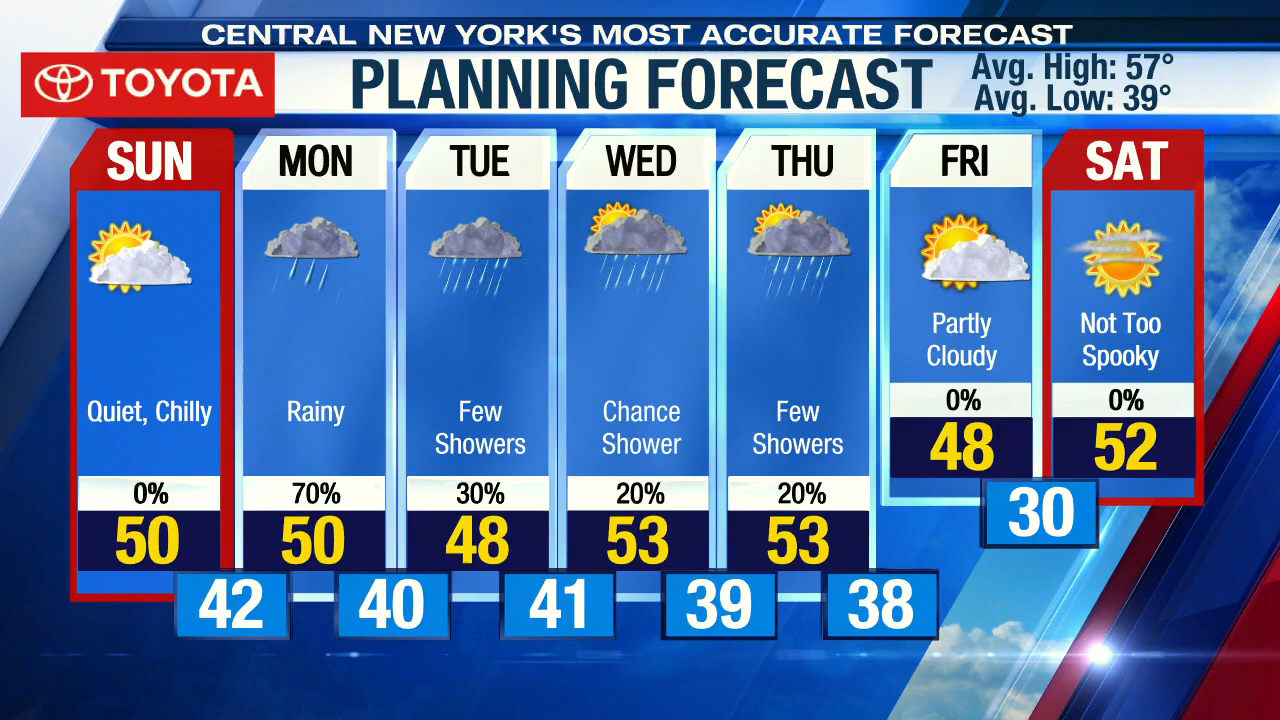 CENTRAL NEW YORK'S MOST ACCURATE FORECAST
TOYOTA
PLANNING FORECAST
Avg. High: 57°
Avg. Low: 39°
SUN
Quiet, Chilly
0%
50
42
MON
Rainy
70%
50
40
TUE
Few
Showers
30%
48
41
WED
Chance
Shower
20%
53
39
THU
Few
Showers
20%
53
38
FRI
Partly
Cloudy
0%
48
30
SAT
Not Too
Spooky
0%
52